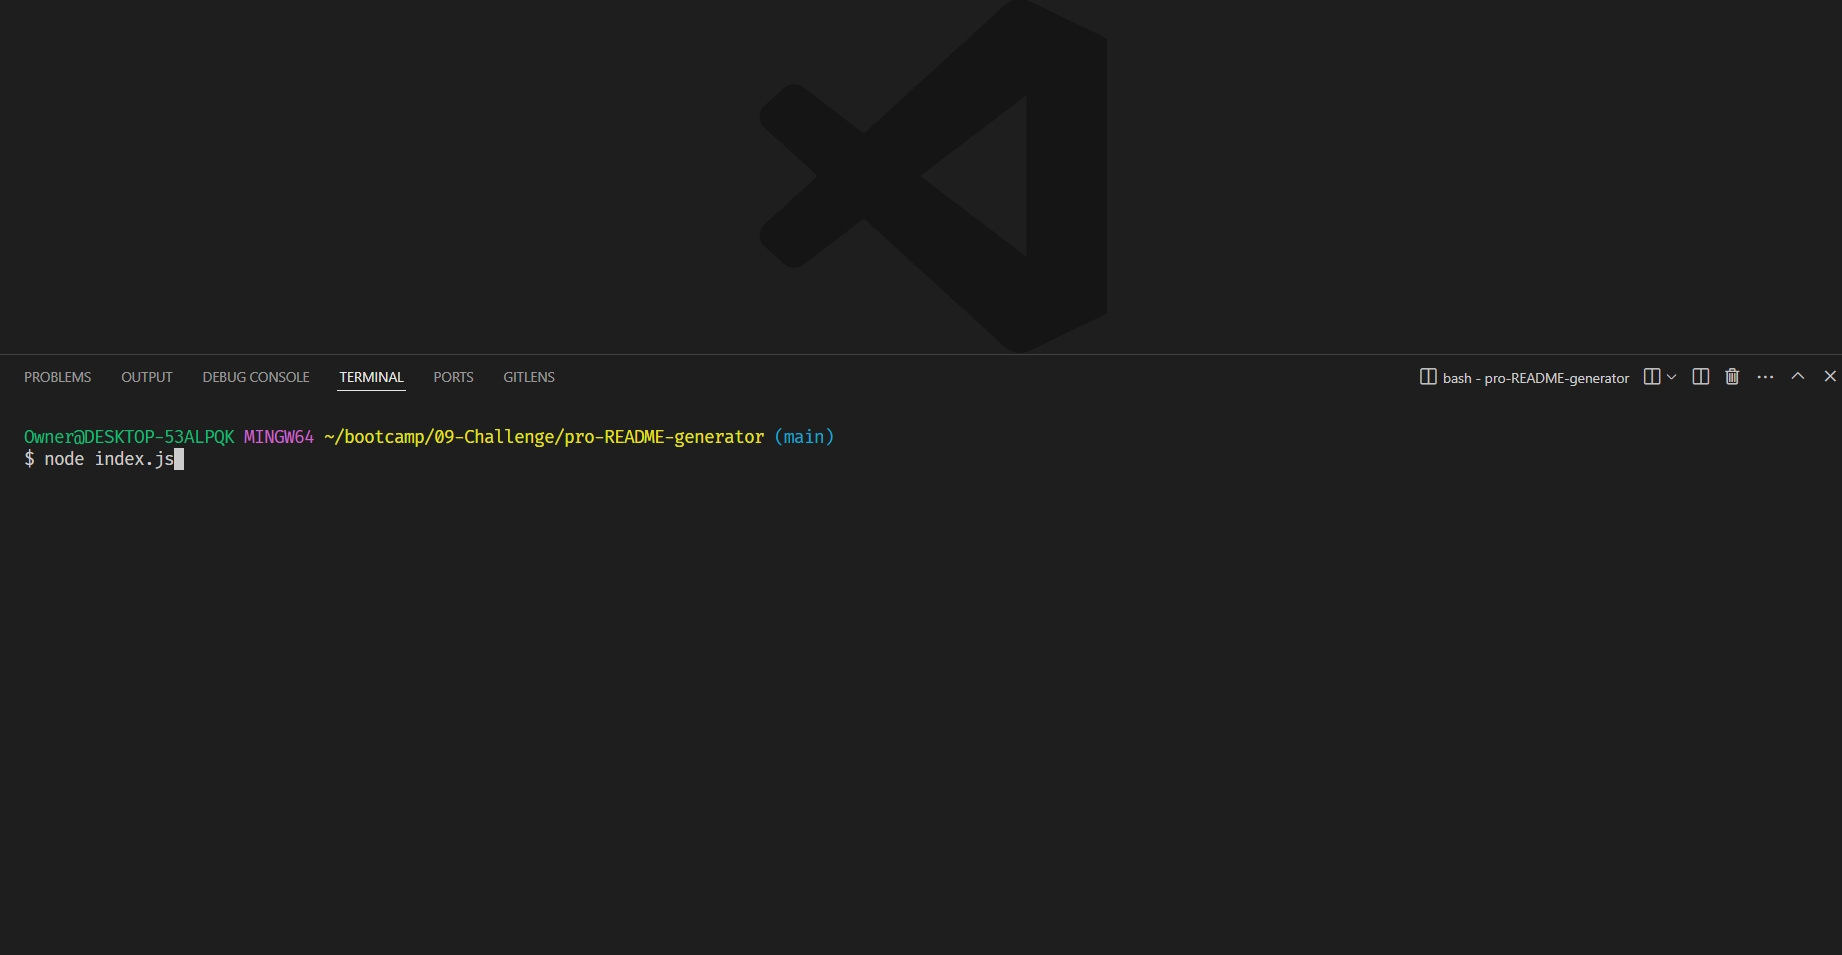 PROBLEMS OUTPUT DEBUG CONSOLE TERMINAL PORTS GITLENS bash - pro-README-generator
Owner@DESKTOP-53ALPQK MINGW64 ~/bootcamp/09-Challenge/pro-README-generator (main)
$ node index.js